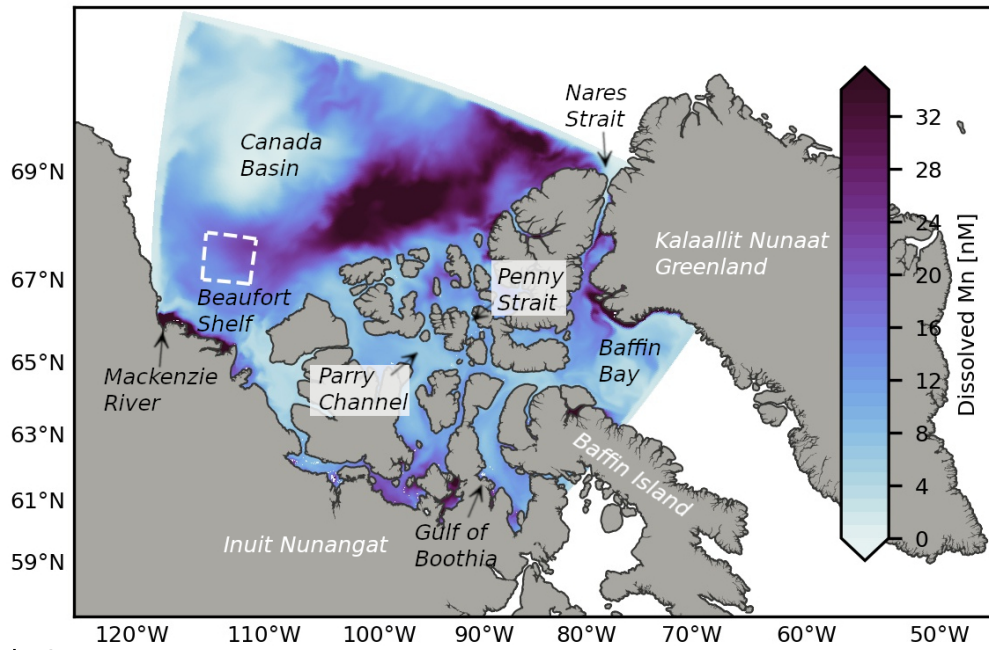 Nares
Strait
Canada
Basin
69°N
Kalaallit Nunaat
Greenland
67°N
Penny
Strait
Beaufort
Shelf
65°N
Baffin
Bay
Mackenzie
River
Parry
Channel
63°N
Baffin Island
61°N
Gulf of
Boothia
Inuit Nunangat
59°N
120°W 110°W 100°W 90°W 80°W 70°W 60°W 50°W
32
28
24
20
16
12
8
4
0
Dissolved Mn [nM]